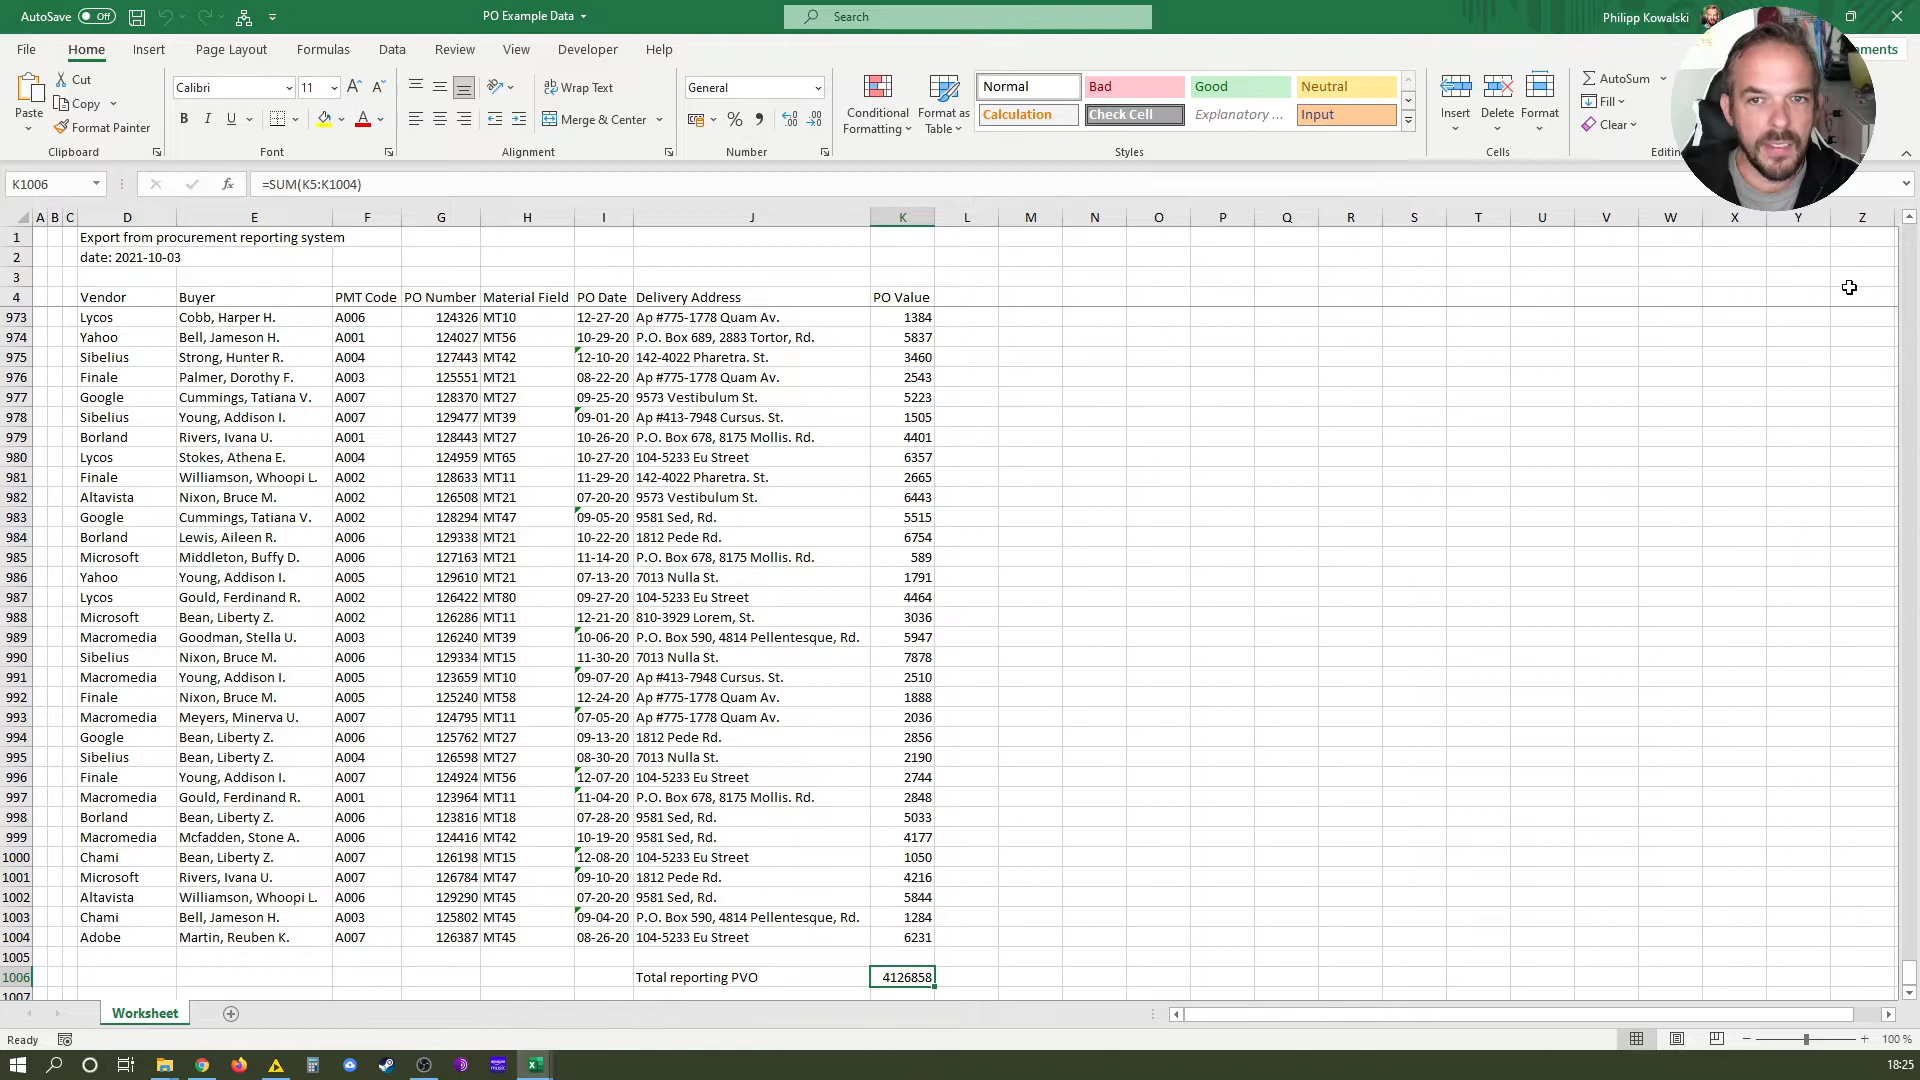 AutoSave Off PO Example Data Search Philipp Kowalski
File Home Insert Page Layout Formulas Data Review View Developer Help
Paste Cut Copy Format Painter Clipboard
Calibri 11 Font
Wrap Text Merge & Center Alignment
General Number
Conditional Formatting Format as Table
Normal Bad Good Neutral
Calculation Check Cell Explanatory ... Input
Styles
Insert Delete Format Cells
AutoSum Fill Clear
K1006 =SUM(K5:K1004)
A B C D E F G H I J K L M N O P Q R S T U V W X Y Z
1 Export from procurement reporting system
2 date: 2021-10-03
3
4 Vendor Buyer PMT Code PO Number Material Field PO Date Delivery Address PO Value
973 Lycos Cobb, Harper H. A006 124326 MT10 12-27-20 Ap #775-1778 Quam Av. 1384
974 Yahoo Bell, Jameson H. A001 124027 MT56 10-29-20 P.O. Box 689, 2883 Tortor, Rd. 5837
975 Sibelius Strong, Hunter R. A004 127443 MT42 12-10-20 142-4022 Pharetra. St. 3460
976 Finale Palmer, Dorothy F. A003 125551 MT21 08-22-20 Ap #775-1778 Quam Av. 2543
977 Google Cummings, Tatiana V. A007 128370 MT27 09-25-20 9573 Vestibulum St. 5223
978 Sibelius Young, Addison I. A007 129477 MT39 09-01-20 Ap #413-7948 Cursus. St. 1505
979 Borland Rivers, Ivana U. A001 128443 MT27 10-26-20 P.O. Box 678, 8175 Mollis. Rd. 4401
980 Lycos Stokes, Athena E. A004 124959 MT65 10-27-20 104-5233 Eu Street 6357
981 Finale Williamson, Whoopi L. A002 128633 MT11 11-29-20 142-4022 Pharetra. St. 2665
982 Altavista Nixon, Bruce M. A002 126508 MT21 07-20-20 9573 Vestibulum St. 6443
983 Google Cummings, Tatiana V. A002 128294 MT47 09-05-20 9581 Sed, Rd. 5515
984 Borland Lewis, Aileen R. A006 129338 MT21 10-22-20 1812 Pede Rd. 6754
985 Microsoft Middleton, Buffy D. A006 127163 MT21 11-14-20 P.O. Box 678, 8175 Mollis. Rd. 589
986 Yahoo Young, Addison I. A005 129610 MT21 07-13-20 7013 Nulla St. 1791
987 Lycos Gould, Ferdinand R. A002 126422 MT80 09-27-20 104-5233 Eu Street 4464
988 Microsoft Bean, Liberty Z. A002 126286 MT11 12-21-20 810-3929 Lorem, St. 3036
989 Macromedia Goodman, Stella U. A003 126240 MT39 10-06-20 P.O. Box 590, 4814 Pellentesque, Rd. 5947
990 Sibelius Nixon, Bruce M. A006 129334 MT15 11-30-20 7013 Nulla St. 7878
991 Macromedia Young, Addison I. A005 123659 MT10 09-07-20 Ap #413-7948 Cursus. St. 2510
992 Finale Nixon, Bruce M. A005 125240 MT58 12-24-20 Ap #775-1778 Quam Av. 1888
993 Macromedia Meyers, Minerva U. A007 124795 MT11 07-05-20 Ap #775-1778 Quam Av. 2036
994 Google Bean, Liberty Z. A006 125762 MT27 09-13-20 1812 Pede Rd. 2856
995 Sibelius Bean, Liberty Z. A004 126598 MT27 08-30-20 7013 Nulla St. 2190
996 Finale Young, Addison I. A007 124924 MT56 12-07-20 104-5233 Eu Street 2744
997 Macromedia Gould, Ferdinand R. A001 123964 MT11 11-04-20 P.O. Box 678, 8175 Mollis. Rd. 2848
998 Borland Bean, Liberty Z. A006 123816 MT18 07-28-20 9581 Sed, Rd. 5033
999 Macromedia Mcfadden, Stone A. A006 124416 MT42 10-19-20 9581 Sed, Rd. 4177
1000 Chami Bean, Liberty Z. A007 126198 MT15 12-08-20 104-5233 Eu Street 1050
1001 Microsoft Rivers, Ivana U. A007 126784 MT47 09-10-20 1812 Pede Rd. 4216
1002 Altavista Williamson, Whoopi L. A006 129290 MT45 07-20-20 9581 Sed, Rd. 5844
1003 Chami Bell, Jameson H. A003 125802 MT45 09-04-20 P.O. Box 590, 4814 Pellentesque, Rd. 1284
1004 Adobe Martin, Reuben K. A007 126387 MT45 08-26-20 104-5233 Eu Street 6231
1005
1006 Total reporting PVO 4126858
1007
Worksheet
Ready 100 %
18:25